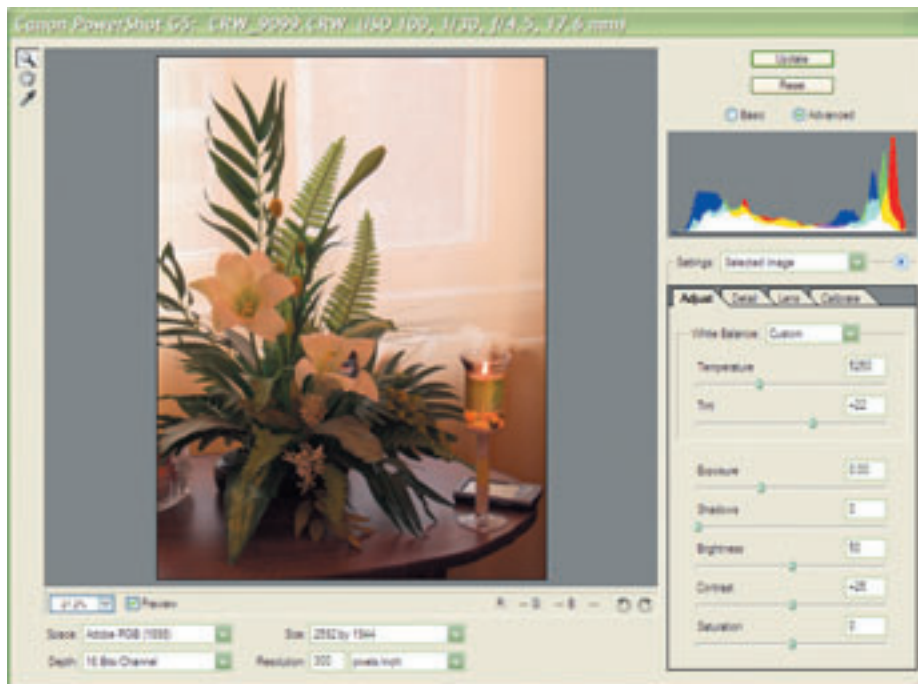 Canon PowerShot G5: CRW_9099.CRW (ISO 100, 1/30, f/4.5, 17.6 mm)
Update
Reset
Basic Advanced
Settings: Selected Image
Adjust Detail Lens Calibrate
White Balance: Custom
Temperature 5250
Tint +22
Exposure 0.00
Shadows 0
Brightness 50
Contrast +25
Saturation 0
Preview R: -- G: -- B: --
Space: Adobe RGB (1998) Size: 2592 by 1944
Depth: 16 Bits/Channel Resolution: 300 pixels/inch